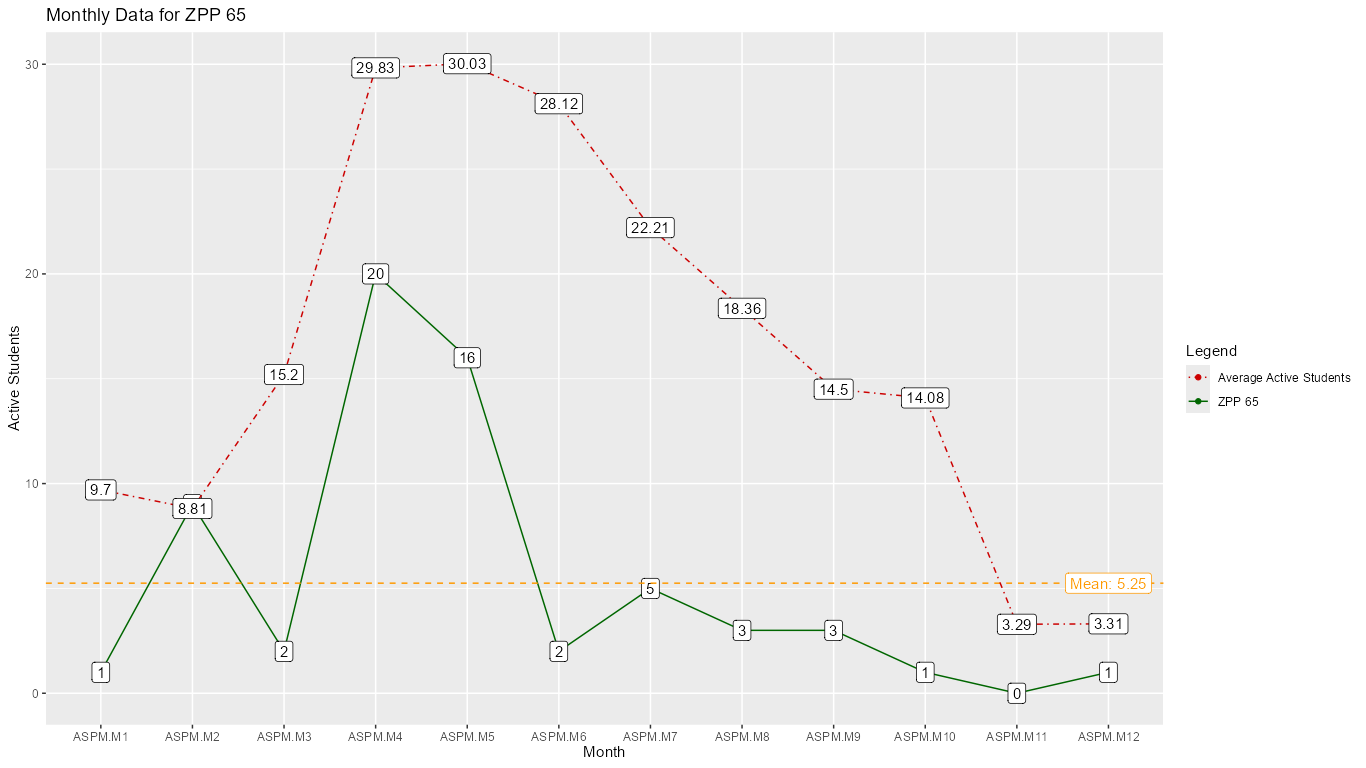 Monthly Data for ZPP 65
30
20
10
0
Active Students
29.83
30.03
28.12
22.21
20
18.36
16
15.2
14.5
14.08
9.7
8.81
Mean: 5.25
5
3.29
3.31
3
3
2
2
1
1
0
1
ASPM.M1
ASPM.M2
ASPM.M3
ASPM.M4
ASPM.M5
ASPM.M6
ASPM.M7
ASPM.M8
ASPM.M9
ASPM.M10
ASPM.M11
ASPM.M12
Month
Legend
Average Active Students
ZPP 65